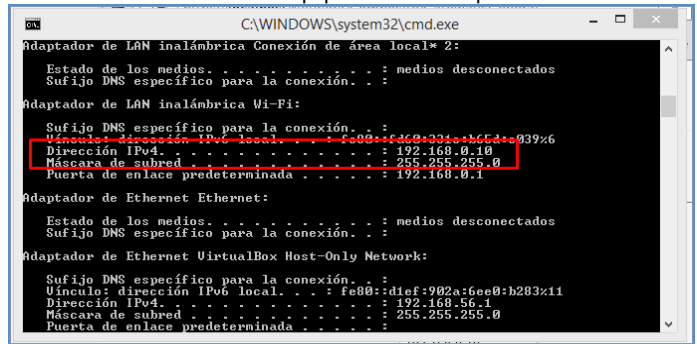 C:\WINDOWS\system32\cmd.exe
Adaptador de LAN inalámbrica Conexión de área local* 2:
Estado de los medios. . . . . . . . . . . : medios desconectados
Sufijo DNS específico para la conexión. . :
Adaptador de LAN inalámbrica Wi-Fi:
Sufijo DNS específico para la conexión. . :
Vínculo: dirección IPv6 local. . . :
Dirección IPv4. . . . . . . . . . . . . . : 192.168.0.10
Máscara de subred . . . . . . . . . . . . : 255.255.255.0
Puerta de enlace predeterminada . . . . . : 192.168.0.1
Adaptador de Ethernet Ethernet:
Estado de los medios. . . . . . . . . . . : medios desconectados
Sufijo DNS específico para la conexión. . :
Adaptador de Ethernet VirtualBox Host-Only Network:
Sufijo DNS específico para la conexión. . :
Vínculo: dirección IPv6 local. . . : fe80::d1ef:902a:6ee0:b283%11
Dirección IPv4. . . . . . . . . . . . . . : 192.168.56.1
Máscara de subred . . . . . . . . . . . . : 255.255.255.0
Puerta de enlace predeterminada . . . . . :